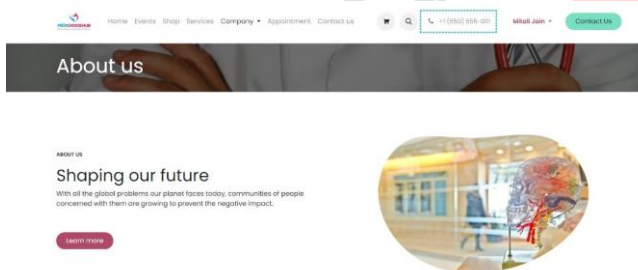 Home Events Shop Services Company Appointment Contact us
Mitali Jain
Contact Us
About us
ABOUT US
Shaping our future
With all the global problems our planet faces today, communities of people
concerned with them are growing to prevent the negative impact.
Learn more